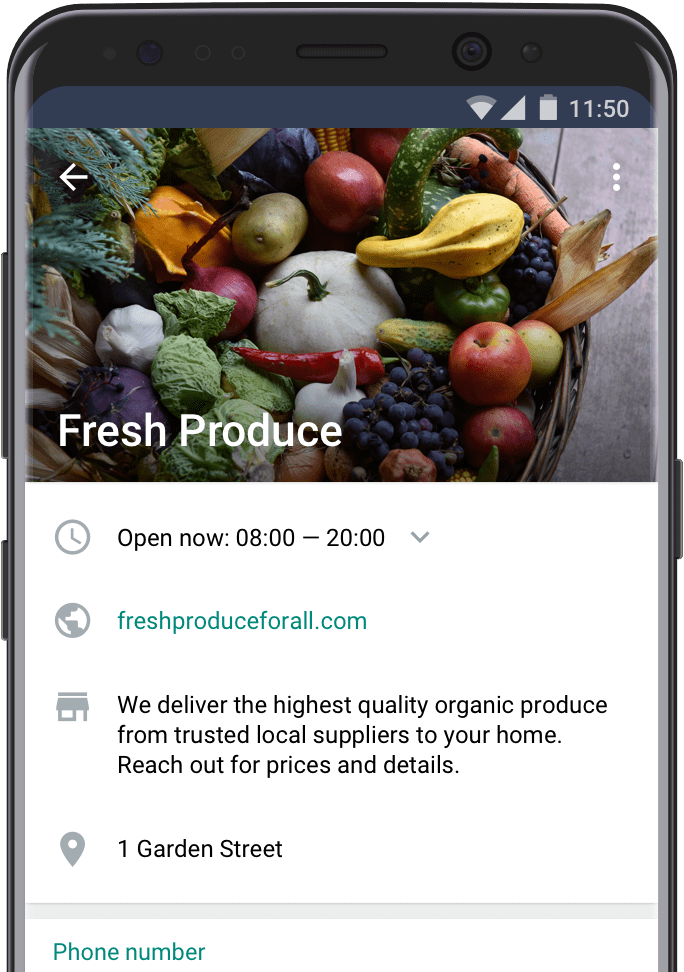 11:50
Fresh Produce
Open now: 08:00 — 20:00
freshproduceforall.com
We deliver the highest quality organic produce
from trusted local suppliers to your home.
Reach out for prices and details.
1 Garden Street
Phone number